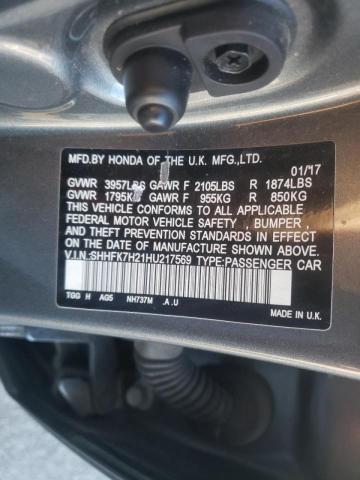 MFD.BY HONDA OF THE U.K. MFG.,LTD.
01/'17
GVWR 3957LBS GAWR F 2105LBS R 1874LBS
GVWR 1795KG GAWR F 955KG R 850KG
THIS VEHICLE CONFORMS TO ALL APPLICABLE
FEDERAL MOTOR VEHICLE SAFETY , BUMPER , AND
THEFT PREVENTION STANDARDS IN EFFECT ON THE
DATE OF MANUFACTURE SHOWN ABOVE.
V.I.N:SHHFK7H21HU217569 TYPE:PASSENGER CAR
TGG H AG5 NH737M .A .U
MADE IN U.K.